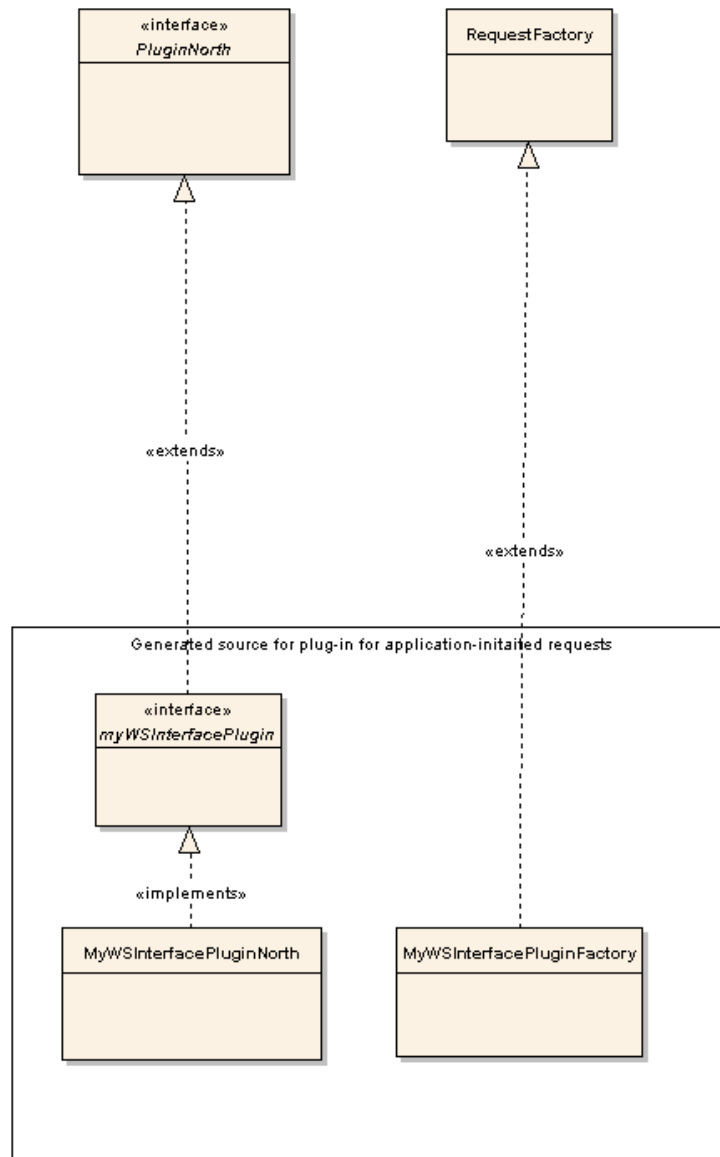 «interface»
PluginNorth
RequestFactory
«extends»
«extends»
Generated source for plug-in for application-initaited requests
«interface»
myWSInterfacePlugin
«implements»
MyWSInterfacePluginNorth
MyWSInterfacePluginFactory